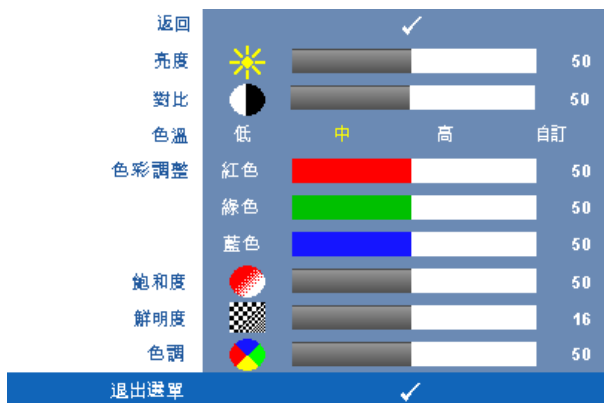 返回
亮度 50
對比 50
色溫 低 中 高 自訂
色彩調整 紅色 50
綠色 50
藍色 50
飽和度 50
鮮明度 16
色調 50
退出選單